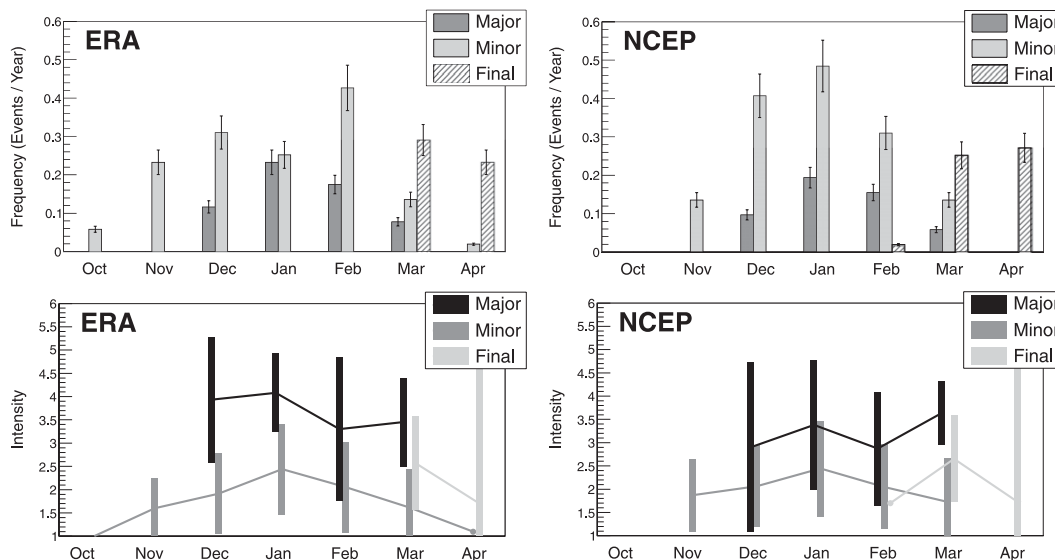 ERA
Major
Minor
Final
Frequency (Events / Year)
0.6
0.5
0.4
0.3
0.2
0.1
0
Oct Nov Dec Jan Feb Mar Apr
NCEP
Major
Minor
Final
Frequency (Events / Year)
0.6
0.5
0.4
0.3
0.2
0.1
0
Oct Nov Dec Jan Feb Mar Apr
ERA
Major
Minor
Final
Intensity
6
5.5
5
4.5
4
3.5
3
2.5
2
1.5
1
Oct Nov Dec Jan Feb Mar Apr
NCEP
Major
Minor
Final
Intensity
6
5.5
5
4.5
4
3.5
3
2.5
2
1.5
1
Oct Nov Dec Jan Feb Mar Apr